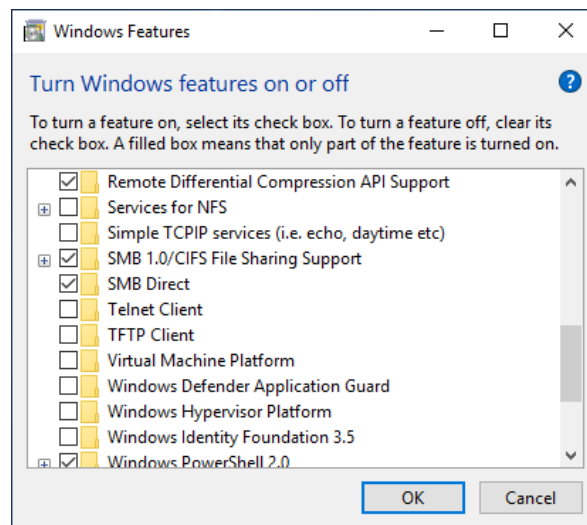 Windows Features
Turn Windows features on or off
To turn a feature on, select its check box. To turn a feature off, clear its
check box. A filled box means that only part of the feature is turned on.
Remote Differential Compression API Support
Services for NFS
Simple TCPIP services (i.e. echo, daytime etc)
SMB 1.0/CIFS File Sharing Support
SMB Direct
Telnet Client
TFTP Client
Virtual Machine Platform
Windows Defender Application Guard
Windows Hypervisor Platform
Windows Identity Foundation 3.5
Windows PowerShell 2.0
OK
Cancel